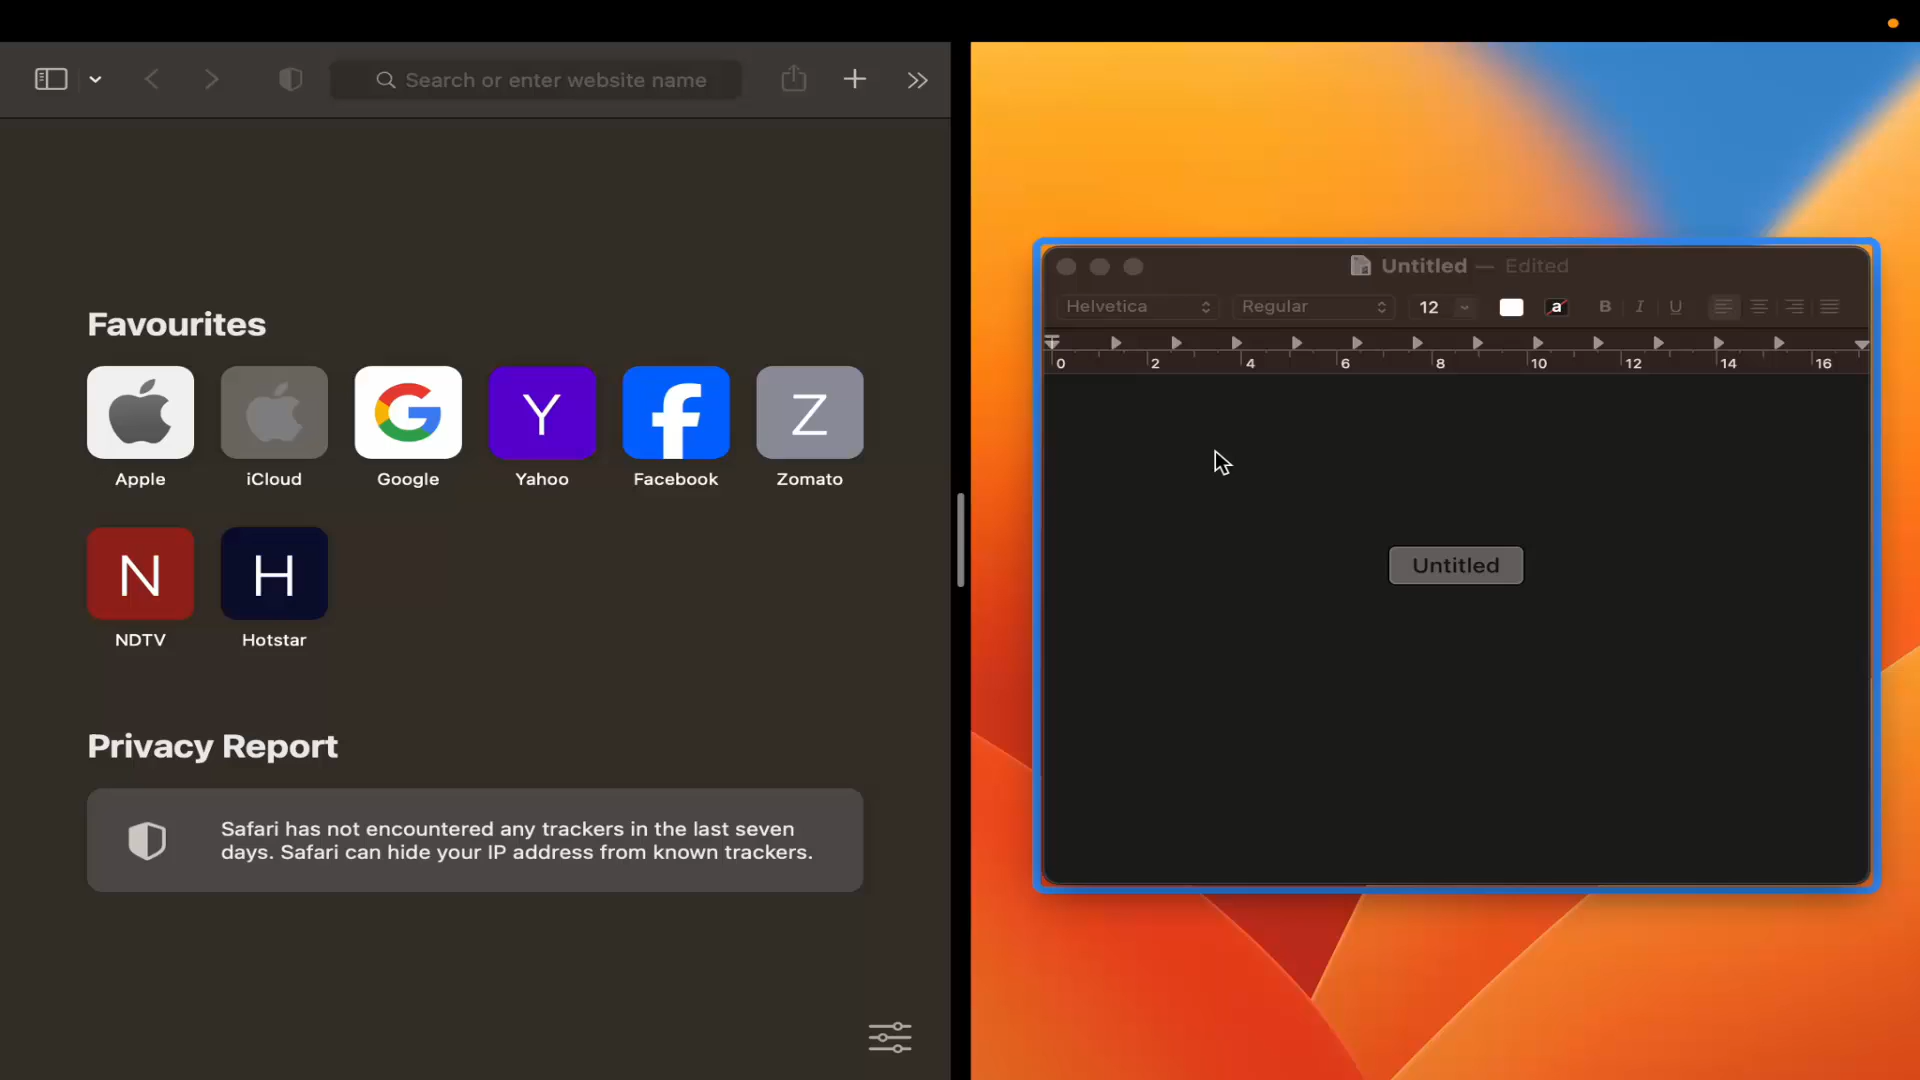 Search or enter website name
Favourites
Apple
iCloud
Google
Y
Yahoo
Facebook
Z
Zomato
N
NDTV
H
Hotstar
Privacy Report
Safari has not encountered any trackers in the last seven
days. Safari can hide your IP address from known trackers.
Untitled — Edited
Helvetica Regular 12 a B I U
0 2 4 6 8 10 12 14 16
Untitled